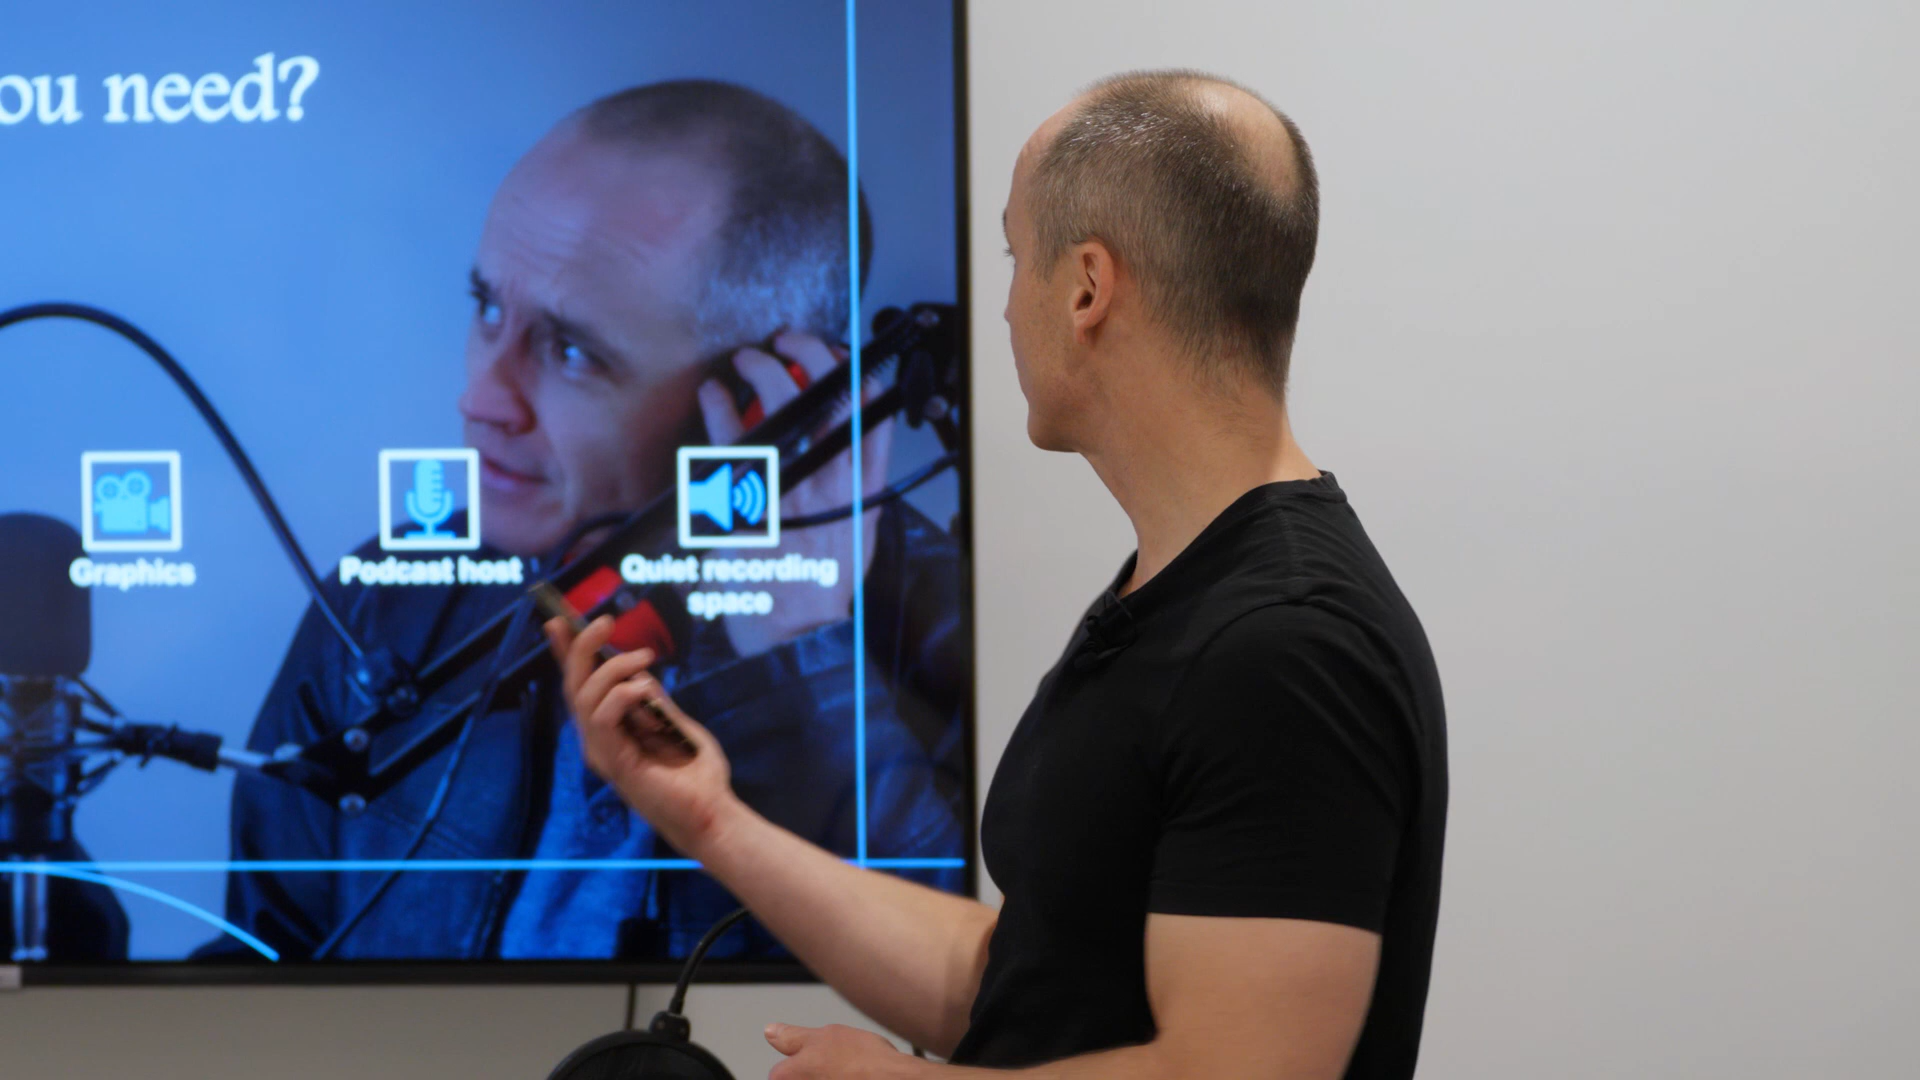 ou need?
Graphics
Podcast host
Quiet recording
space